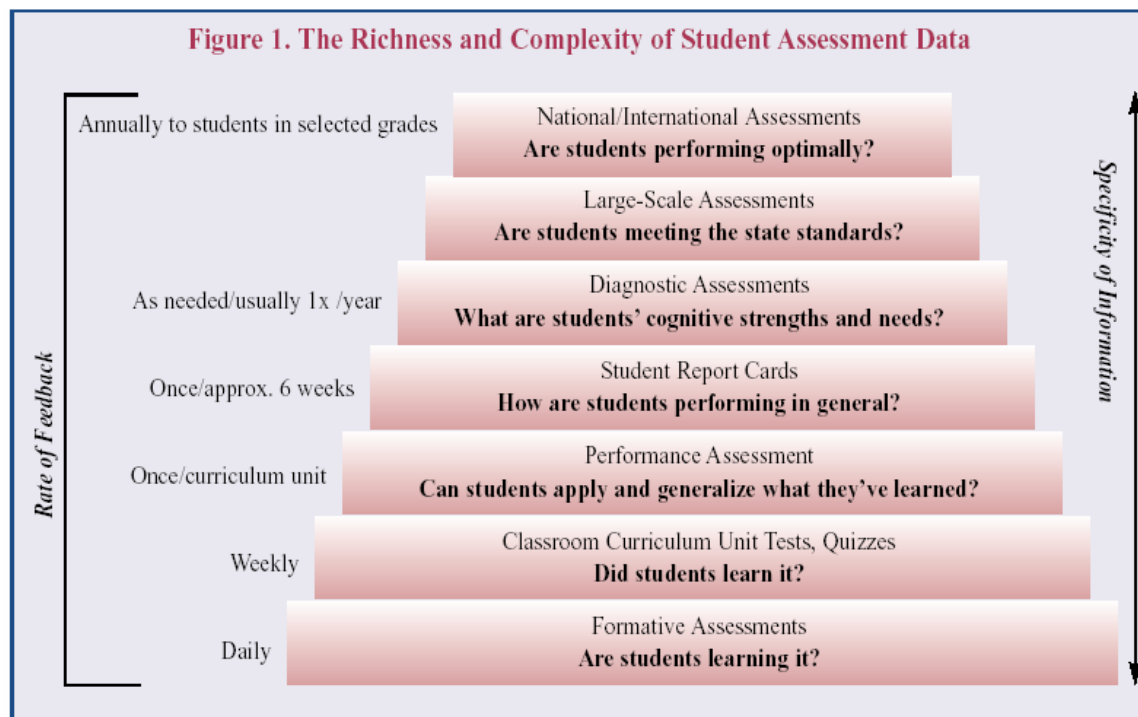 Figure 1. The Richness and Complexity of Student Assessment Data
Annually to students in selected grades
National/International Assessments
Are students performing optimally?
Large-Scale Assessments
Are students meeting the state standards?
As needed/usually 1x /year
Diagnostic Assessments
What are students’ cognitive strengths and needs?
Once/approx. 6 weeks
Student Report Cards
How are students performing in general?
Once/curriculum unit
Performance Assessment
Can students apply and generalize what they’ve learned?
Weekly
Classroom Curriculum Unit Tests, Quizzes
Did students learn it?
Daily
Formative Assessments
Are students learning it?
Rate of Feedback
Specificity of Information